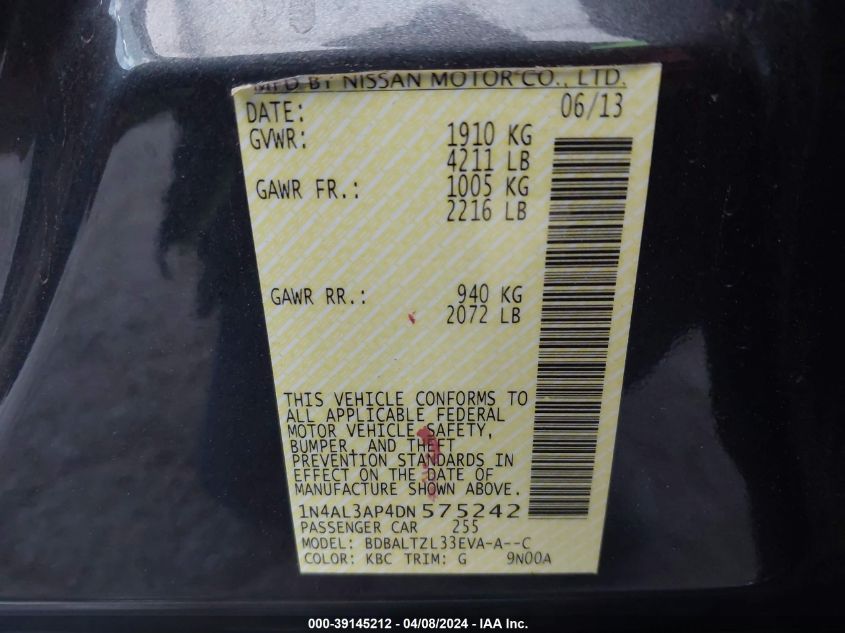 MFD BY NISSAN MOTOR CO., LTD.
DATE: 06/13
GVWR: 1910 KG
4211 LB
GAWR FR.: 1005 KG
2216 LB
GAWR RR.: 940 KG
2072 LB
THIS VEHICLE CONFORMS TO
ALL APPLICABLE FEDERAL
MOTOR VEHICLE SAFETY,
BUMPER, AND THEFT
PREVENTION STANDARDS IN
EFFECT ON THE DATE OF
MANUFACTURE SHOWN ABOVE.
1N4AL3AP4DN575242
PASSENGER CAR 255
MODEL: BDBALTZL33EVA-A--C
COLOR: KBC TRIM: G 9N00A
000-39145212 - 04/08/2024 - IAA Inc.